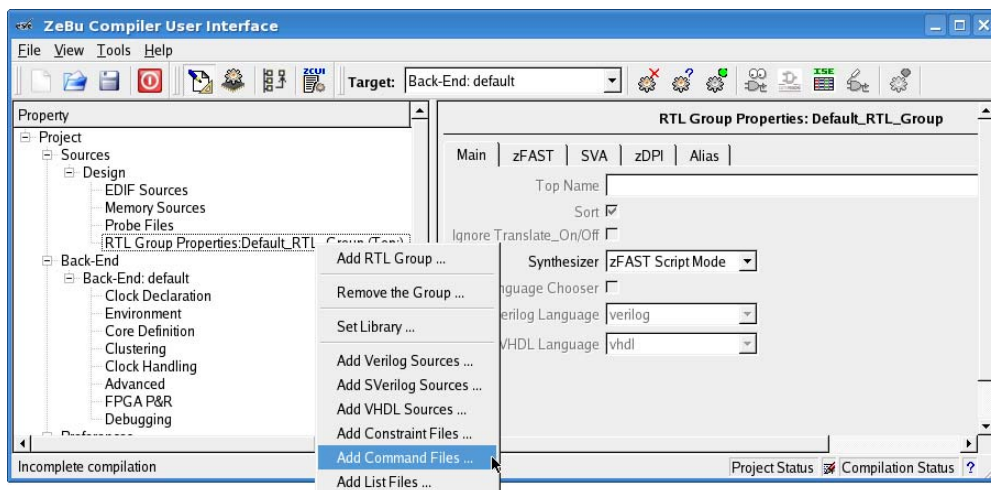 ZeBu Compiler User Interface
File View Tools Help
ZCUI
Target: Back-End: default
ISE
Property
Project
Sources
Design
EDIF Sources
Memory Sources
Probe Files
RTL Group Properties:Default_RTL_Group (Top:)
Back-End
Back-End: default
Clock Declaration
Environment
Core Definition
Clustering
Clock Handling
Advanced
FPGA P&R
Debugging
Add RTL Group ...
Remove the Group ...
Set Library ...
Add Verilog Sources ...
Add SVerilog Sources ...
Add VHDL Sources ...
Add Constraint Files ...
Add Command Files ...
Add List Files ...
RTL Group Properties: Default_RTL_Group
Main zFAST SVA zDPI Alias
Top Name
Sort
Ignore Translate_On/Off
Synthesizer zFAST Script Mode
Chooser
Language verilog
VHDL Language vhdl
Incomplete compilation
Project Status Compilation Status ?